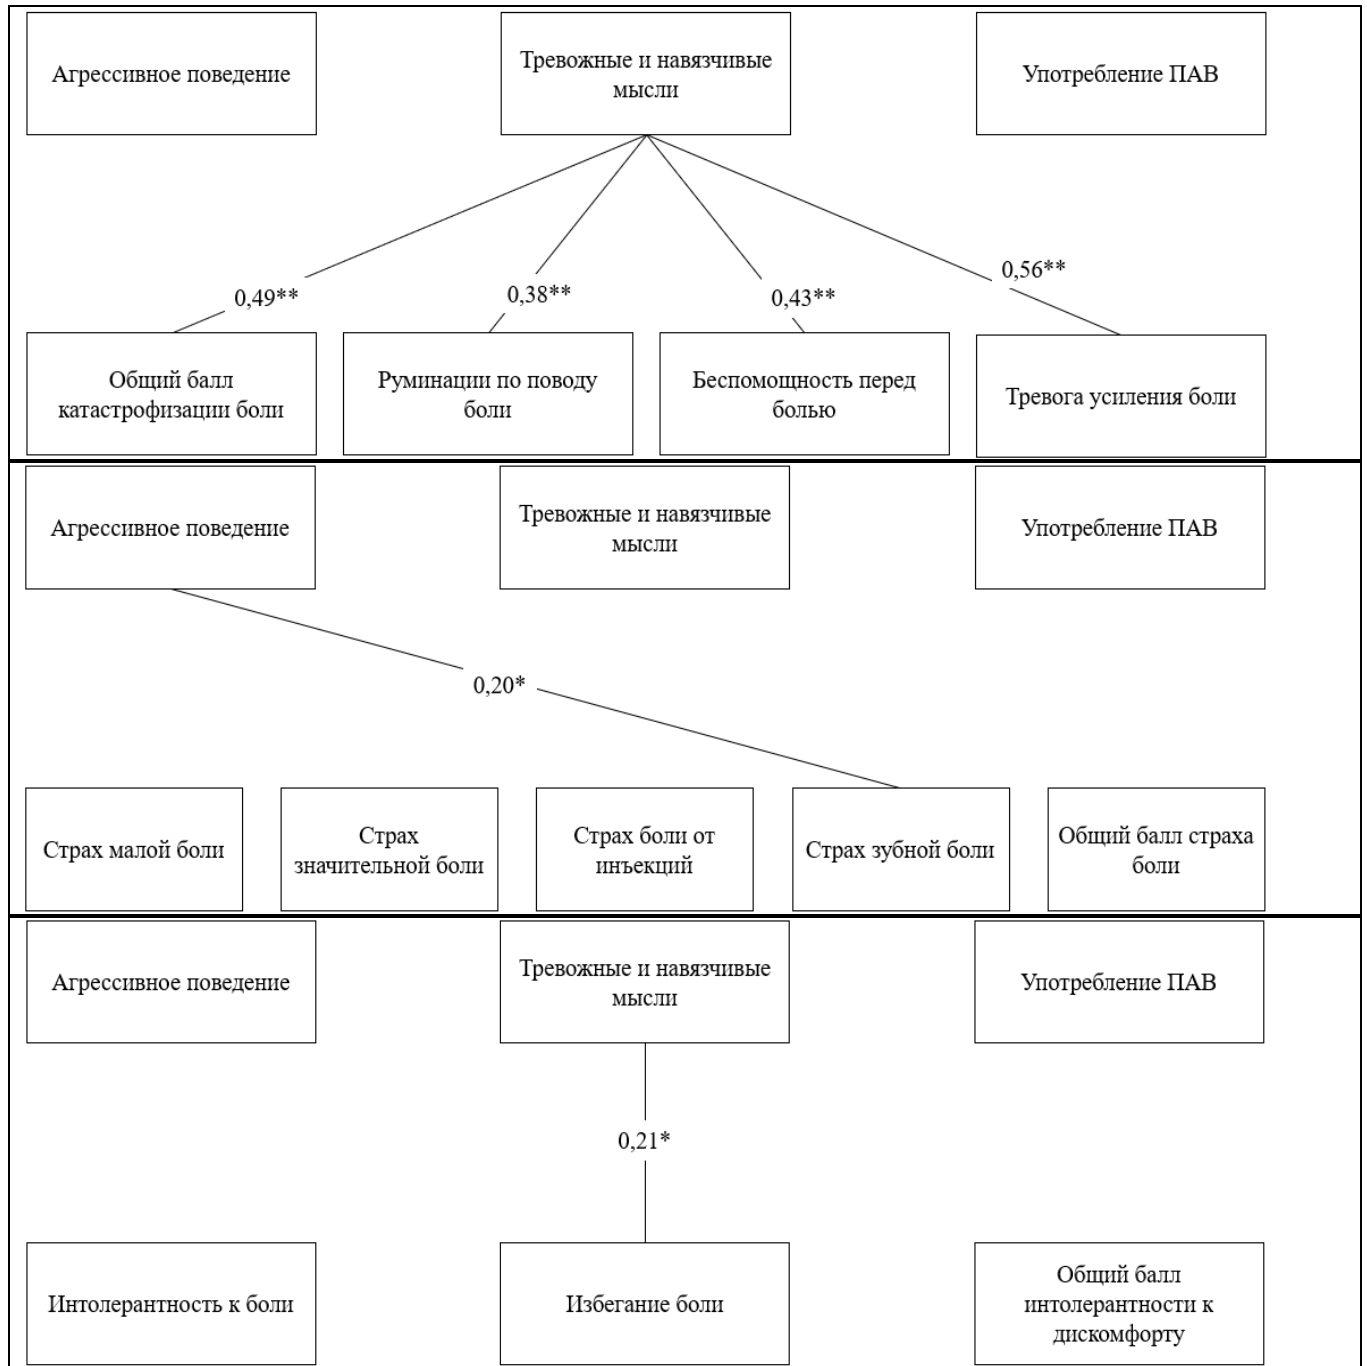 Агрессивное поведение
Тревожные и навязчивые
мысли
Употребление ПАВ
0,49**
0,38**
0,43**
0,56**
Общий балл
катастрофизации боли
Руминации по поводу
боли
Беспомощность перед
болью
Тревога усиления боли
Агрессивное поведение
Тревожные и навязчивые
мысли
Употребление ПАВ
0,20*
Страх малой боли
Страх
значительной боли
Страх боли от
инъекций
Страх зубной боли
Общий балл страха
боли
Агрессивное поведение
Тревожные и навязчивые
мысли
Употребление ПАВ
0,21*
Интолерантность к боли
Избегание боли
Общий балл
интолерантности к
дискомфорту